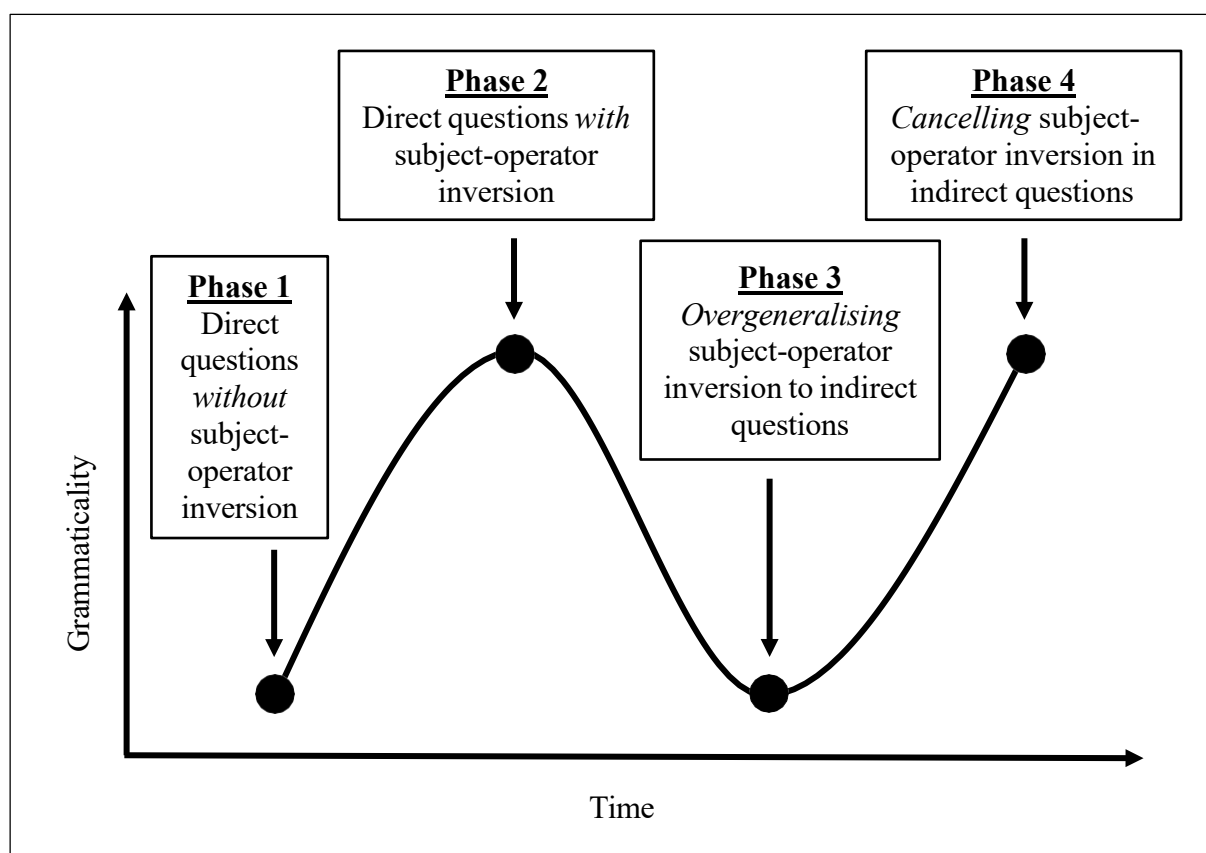 Phase 1
Direct
questions
without
subject-
operator
inversion
Phase 2
Direct questions with
subject-operator
inversion
Phase 3
Overgeneralising
subject-operator
inversion to indirect
questions
Phase 4
Cancelling subject-
operator inversion in
indirect questions
Grammaticality
Time